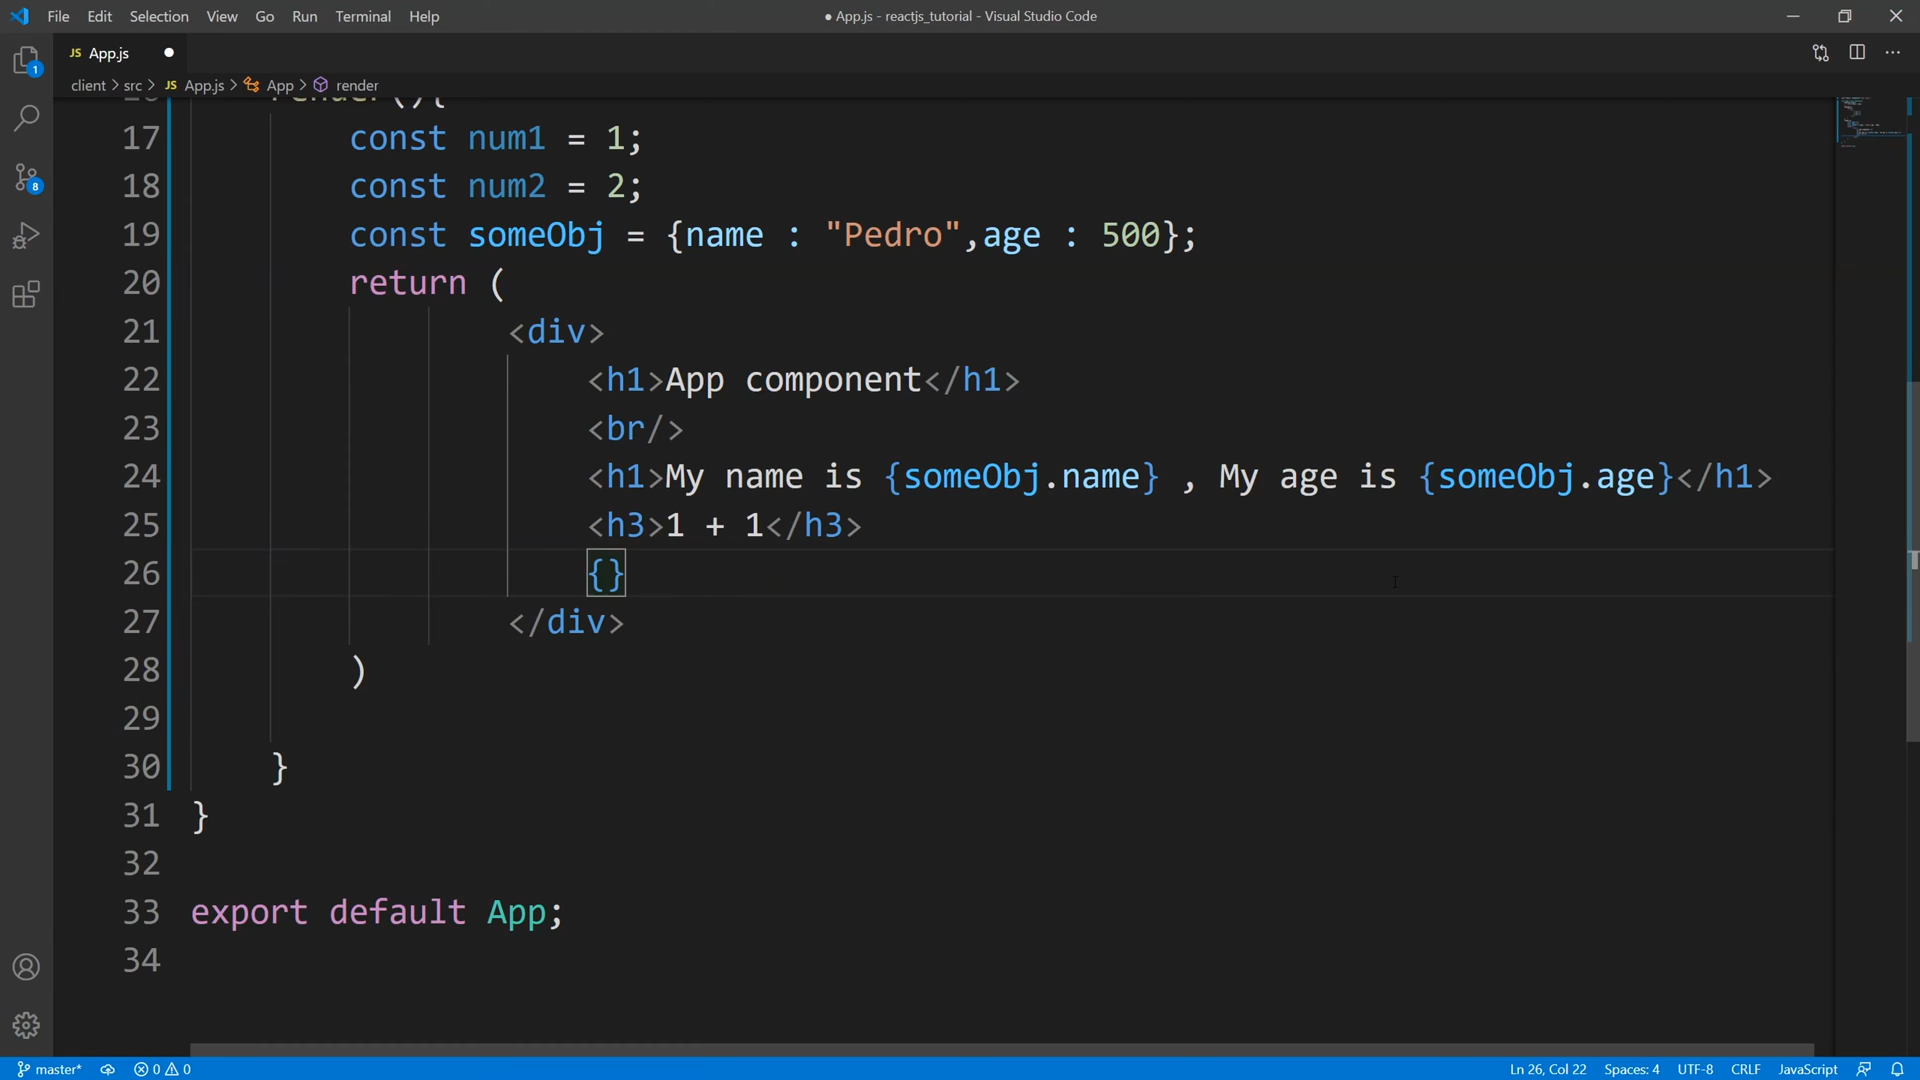 File Edit Selection View Go Run Terminal Help
● App.js - reactjs_tutorial - Visual Studio Code
1
8
JS App.js ●
client > src > JS App.js > App > render
16 render(){
17 const num1 = 1;
18 const num2 = 2;
19 const someObj = {name : "Pedro",age : 500};
20 return (
21 <div>
22 <h1>App component</h1>
23 <br/>
24 <h1>My name is {someObj.name} , My age is {someObj.age}</h1>
25 <h3>1 + 1</h3>
26 {}
27 </div>
28 )
29
30 }
31 }
32
33 export default App;
34
master* 0 0 Ln 26, Col 22 Spaces: 4 UTF-8 CRLF JavaScript